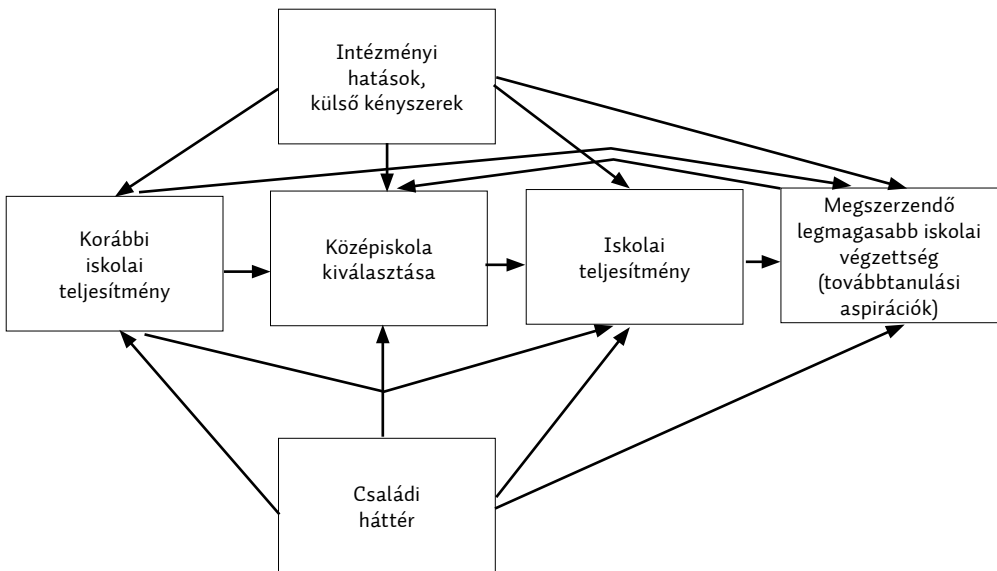 Intézményi
hatások,
külső kényszerek
Korábbi
iskolai
teljesítmény
Középiskola
kiválasztása
Iskolai
teljesítmény
Megszerzendő
legmagasabb iskolai
végzettség
(továbbtanulási
aspirációk)
Családi
háttér